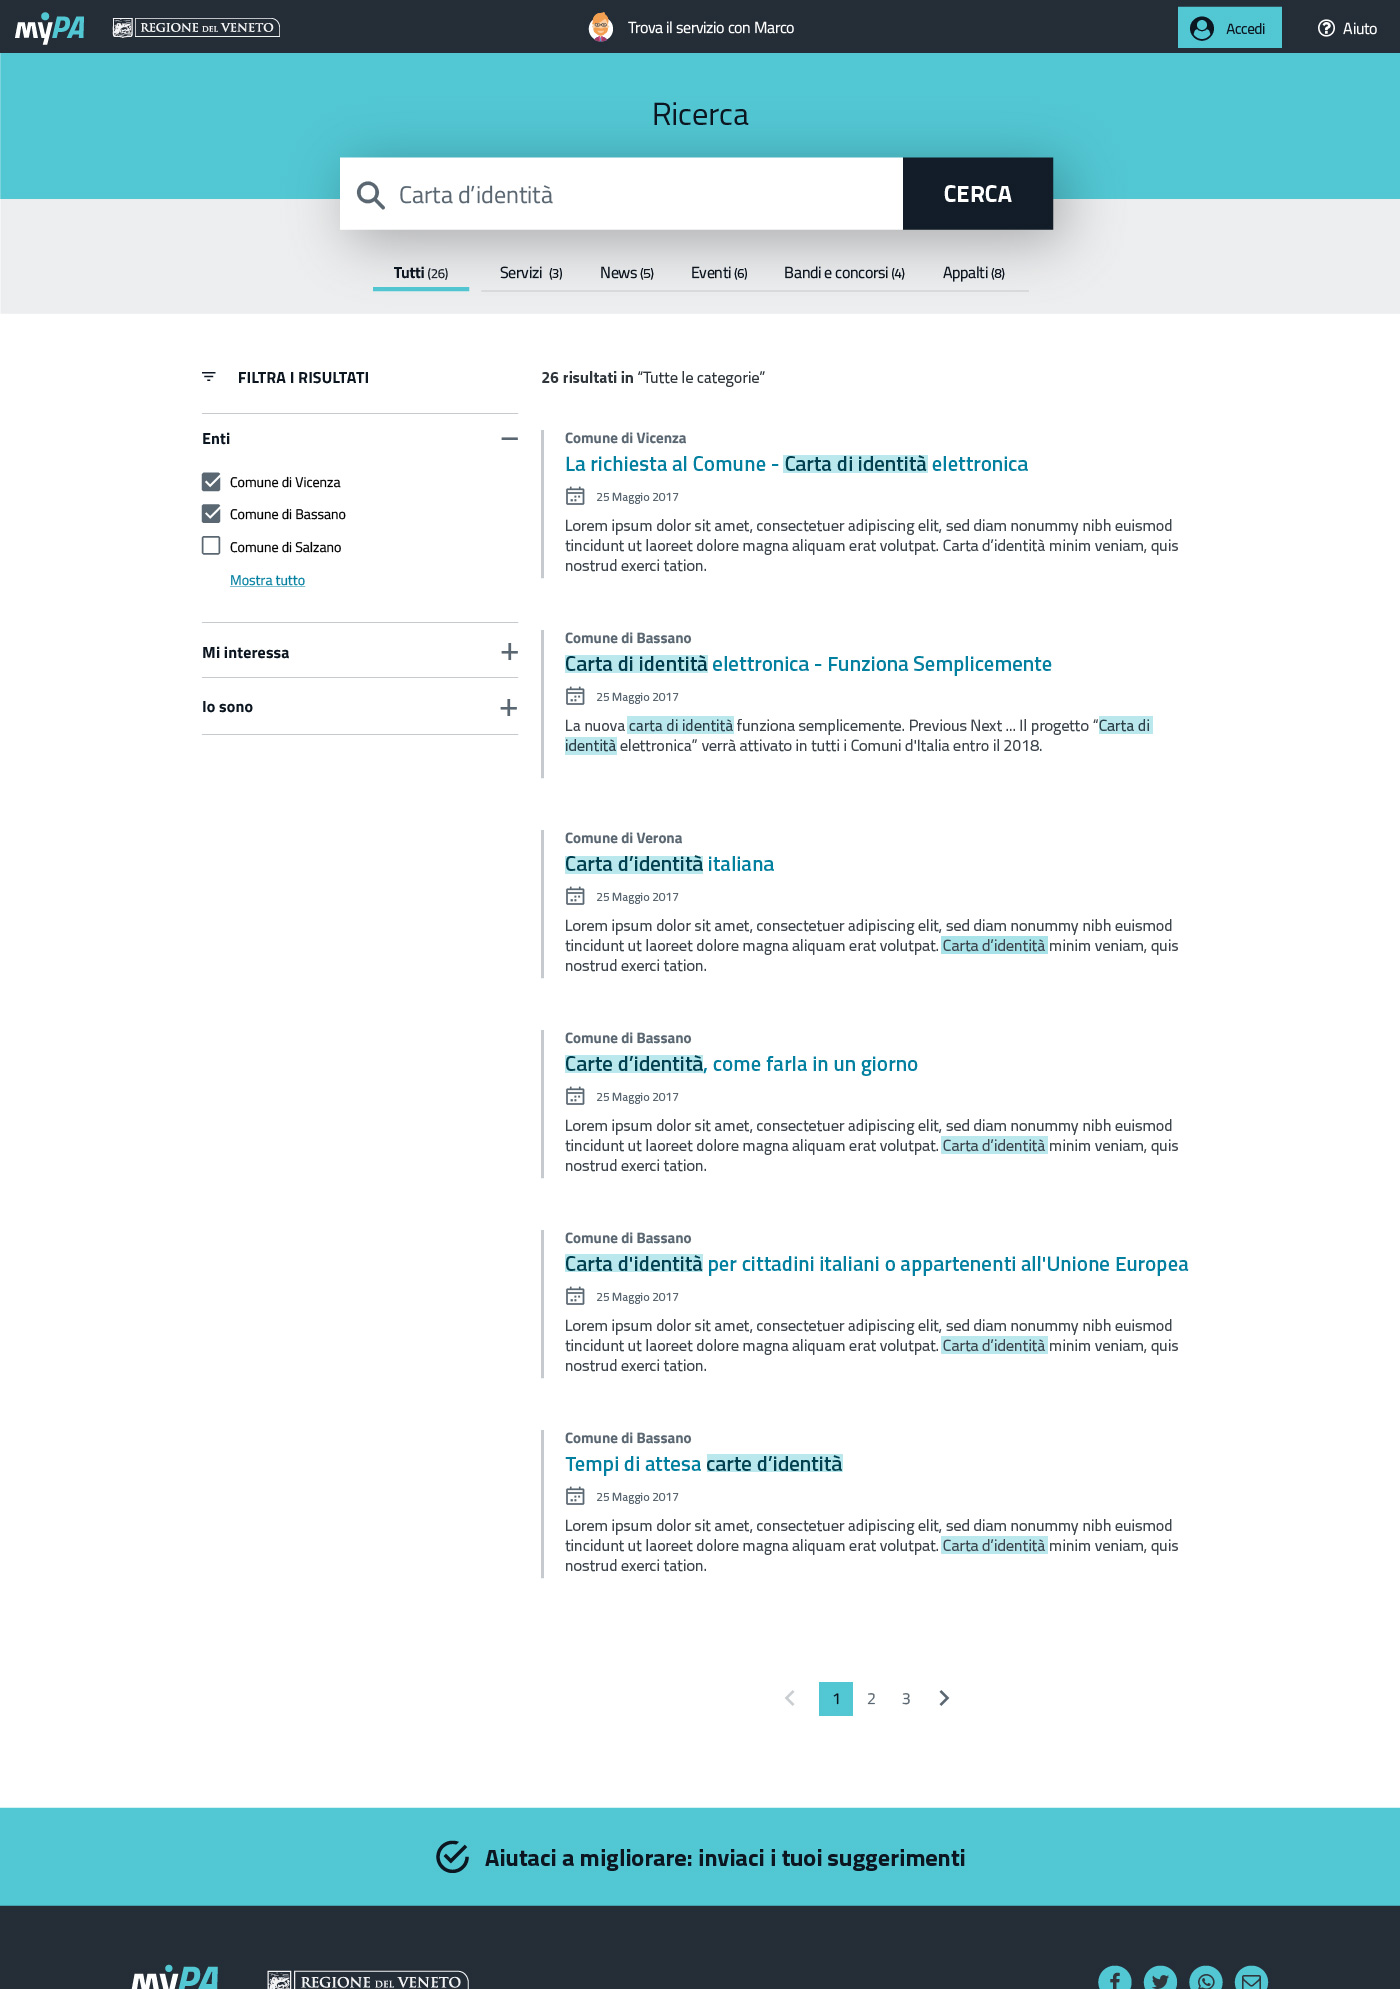 myPA
REGIONE DEL VENETO
Trova il servizio con Marco
Accedi
Aiuto
Ricerca
Carta d’identità
CERCA
Tutti (26)
Servizi (3)
News (5)
Eventi (6)
Bandi e concorsi (4)
Appalti (8)
FILTRA I RISULTATI
Enti
Comune di Vicenza
Comune di Bassano
Comune di Salzano
Mostra tutto
Mi interessa
Io sono
26 risultati in “Tutte le categorie”
Comune di Vicenza
La richiesta al Comune - Carta di identità elettronica
25 Maggio 2017
Lorem ipsum dolor sit amet, consectetuer adipiscing elit, sed diam nonummy nibh euismod
tincidunt ut laoreet dolore magna aliquam erat volutpat. Carta d’identità minim veniam, quis
nostrud exerci tation.
Comune di Bassano
Carta di identità elettronica - Funziona Semplicemente
25 Maggio 2017
La nuova carta di identità funziona semplicemente. Previous Next ... Il progetto “Carta di
identità elettronica” verrà attivato in tutti i Comuni d'Italia entro il 2018.
Comune di Verona
Carta d’identità italiana
25 Maggio 2017
Lorem ipsum dolor sit amet, consectetuer adipiscing elit, sed diam nonummy nibh euismod
tincidunt ut laoreet dolore magna aliquam erat volutpat. Carta d’identità minim veniam, quis
nostrud exerci tation.
Comune di Bassano
Carte d’identità, come farla in un giorno
25 Maggio 2017
Lorem ipsum dolor sit amet, consectetuer adipiscing elit, sed diam nonummy nibh euismod
tincidunt ut laoreet dolore magna aliquam erat volutpat. Carta d’identità minim veniam, quis
nostrud exerci tation.
Comune di Bassano
Carta d'identità per cittadini italiani o appartenenti all'Unione Europea
25 Maggio 2017
Lorem ipsum dolor sit amet, consectetuer adipiscing elit, sed diam nonummy nibh euismod
tincidunt ut laoreet dolore magna aliquam erat volutpat. Carta d’identità minim veniam, quis
nostrud exerci tation.
Comune di Bassano
Tempi di attesa carte d’identità
25 Maggio 2017
Lorem ipsum dolor sit amet, consectetuer adipiscing elit, sed diam nonummy nibh euismod
tincidunt ut laoreet dolore magna aliquam erat volutpat. Carta d’identità minim veniam, quis
nostrud exerci tation.
1 2 3
Aiutaci a migliorare: inviaci i tuoi suggerimenti
myPA
REGIONE DEL VENETO